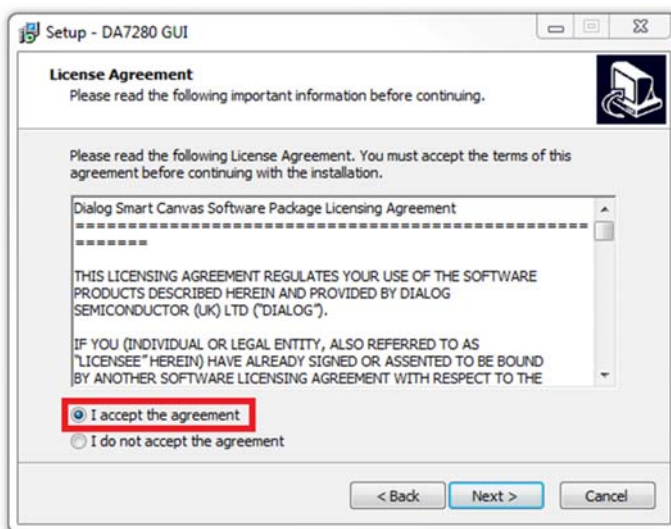 Setup - DA7280 GUI
License Agreement
Please read the following important information before continuing.
Please read the following License Agreement. You must accept the terms of this
agreement before continuing with the installation.
Dialog Smart Canvas Software Package Licensing Agreement
======================================================
=======
THIS LICENSING AGREEMENT REGULATES YOUR USE OF THE SOFTWARE
PRODUCTS DESCRIBED HEREIN AND PROVIDED BY DIALOG
SEMICONDUCTOR (UK) LTD ("DIALOG").
IF YOU (INDIVIDUAL OR LEGAL ENTITY, ALSO REFERRED TO AS
"LICENSEE" HEREIN) HAVE ALREADY SIGNED OR ASSENTED TO BE BOUND
BY ANOTHER SOFTWARE LICENSING AGREEMENT WITH RESPECT TO THE
I accept the agreement
I do not accept the agreement
< Back Next > Cancel